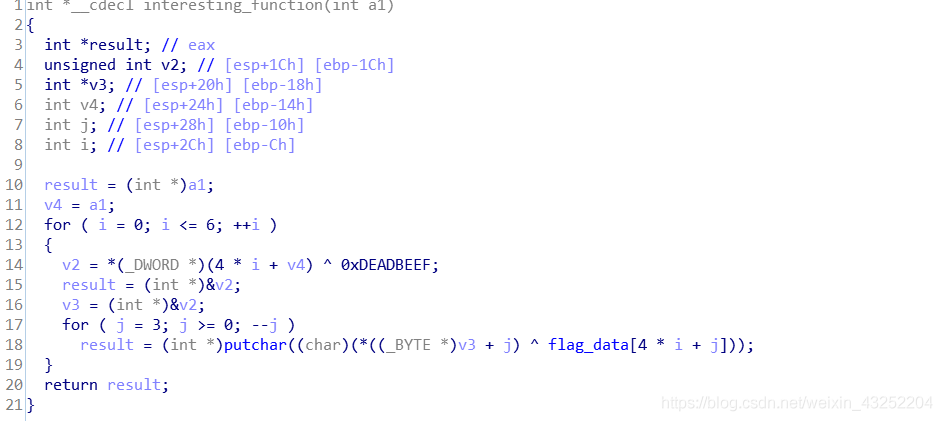 1 int *__cdecl interesting_function(int a1)
2 {
3 int *result; // eax
4 unsigned int v2; // [esp+1Ch] [ebp-1Ch]
5 int *v3; // [esp+20h] [ebp-18h]
6 int v4; // [esp+24h] [ebp-14h]
7 int j; // [esp+28h] [ebp-10h]
8 int i; // [esp+2Ch] [ebp-Ch]
9
10 result = (int *)a1;
11 v4 = a1;
12 for ( i = 0; i <= 6; ++i )
13 {
14 v2 = *(_DWORD *)(4 * i + v4) ^ 0xDEADBEEF;
15 result = (int *)&v2;
16 v3 = (int *)&v2;
17 for ( j = 3; j >= 0; --j )
18 result = (int *)putchar((char)(*((_BYTE *)v3 + j) ^ flag_data[4 * i + j]));
19 }
20 return result;
21 }
https://blog.csdn.net/weixin_43252204